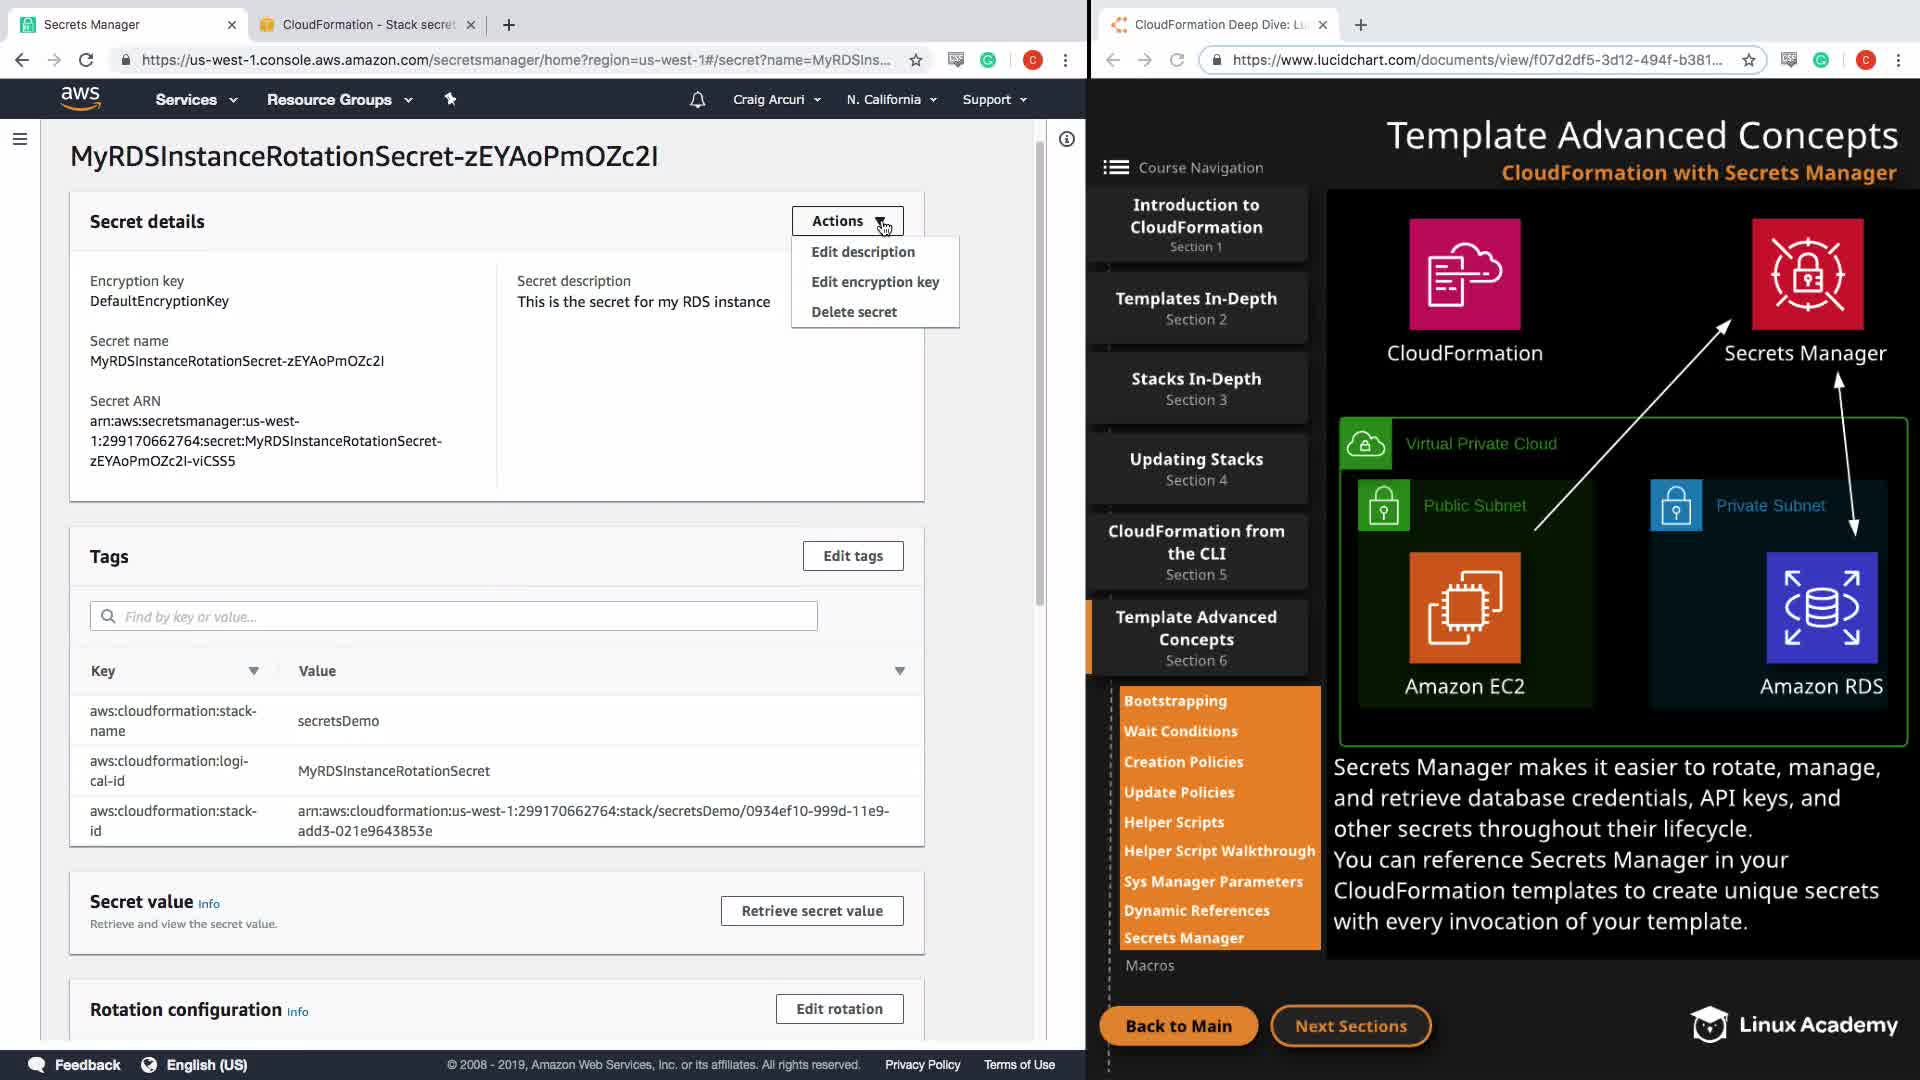 Secrets Manager
CloudFormation - Stack secret
https://us-west-1.console.aws.amazon.com/secretsmanager/home?region=us-west-1#/secret?name=MyRDSIns...
aws
Services
Resource Groups
Craig Arcuri
N. California
Support
MyRDSInstanceRotationSecret-zEYAoPmOZc2I
Secret details
Actions
Edit description
Edit encryption key
Delete secret
Encryption key
DefaultEncryptionKey
Secret description
This is the secret for my RDS instance
Secret name
MyRDSInstanceRotationSecret-zEYAoPmOZc2I
Secret ARN
arn:aws:secretsmanager:us-west-
1:299170662764:secret:MyRDSInstanceRotationSecret-
zEYAoPmOZc2I-viCSS5
Tags
Edit tags
Find by key or value...
Key
Value
aws:cloudformation:stack-
name
secretsDemo
aws:cloudformation:logi-
cal-id
MyRDSInstanceRotationSecret
aws:cloudformation:stack-
id
arn:aws:cloudformation:us-west-1:299170662764:stack/secretsDemo/0934ef10-999d-11e9-
add3-021e9643853e
Secret value Info
Retrieve and view the secret value.
Retrieve secret value
Rotation configuration Info
Edit rotation
Feedback
English (US)
© 2008 - 2019, Amazon Web Services, Inc. or its affiliates. All rights reserved.
Privacy Policy
Terms of Use
CloudFormation Deep Dive: Lu
https://www.lucidchart.com/documents/view/f07d2df5-3d12-494f-b381...
C
C
Template Advanced Concepts
CloudFormation with Secrets Manager
Course Navigation
Introduction to
CloudFormation
Section 1
Templates In-Depth
Section 2
Stacks In-Depth
Section 3
Updating Stacks
Section 4
CloudFormation from
the CLI
Section 5
Template Advanced
Concepts
Section 6
Bootstrapping
Wait Conditions
Creation Policies
Update Policies
Helper Scripts
Helper Script Walkthrough
Sys Manager Parameters
Dynamic References
Secrets Manager
Macros
Back to Main
Next Sections
CloudFormation
Secrets Manager
Virtual Private Cloud
Public Subnet
Private Subnet
Amazon EC2
Amazon RDS
Secrets Manager makes it easier to rotate, manage,
and retrieve database credentials, API keys, and
other secrets throughout their lifecycle.
You can reference Secrets Manager in your
CloudFormation templates to create unique secrets
with every invocation of your template.
Linux Academy